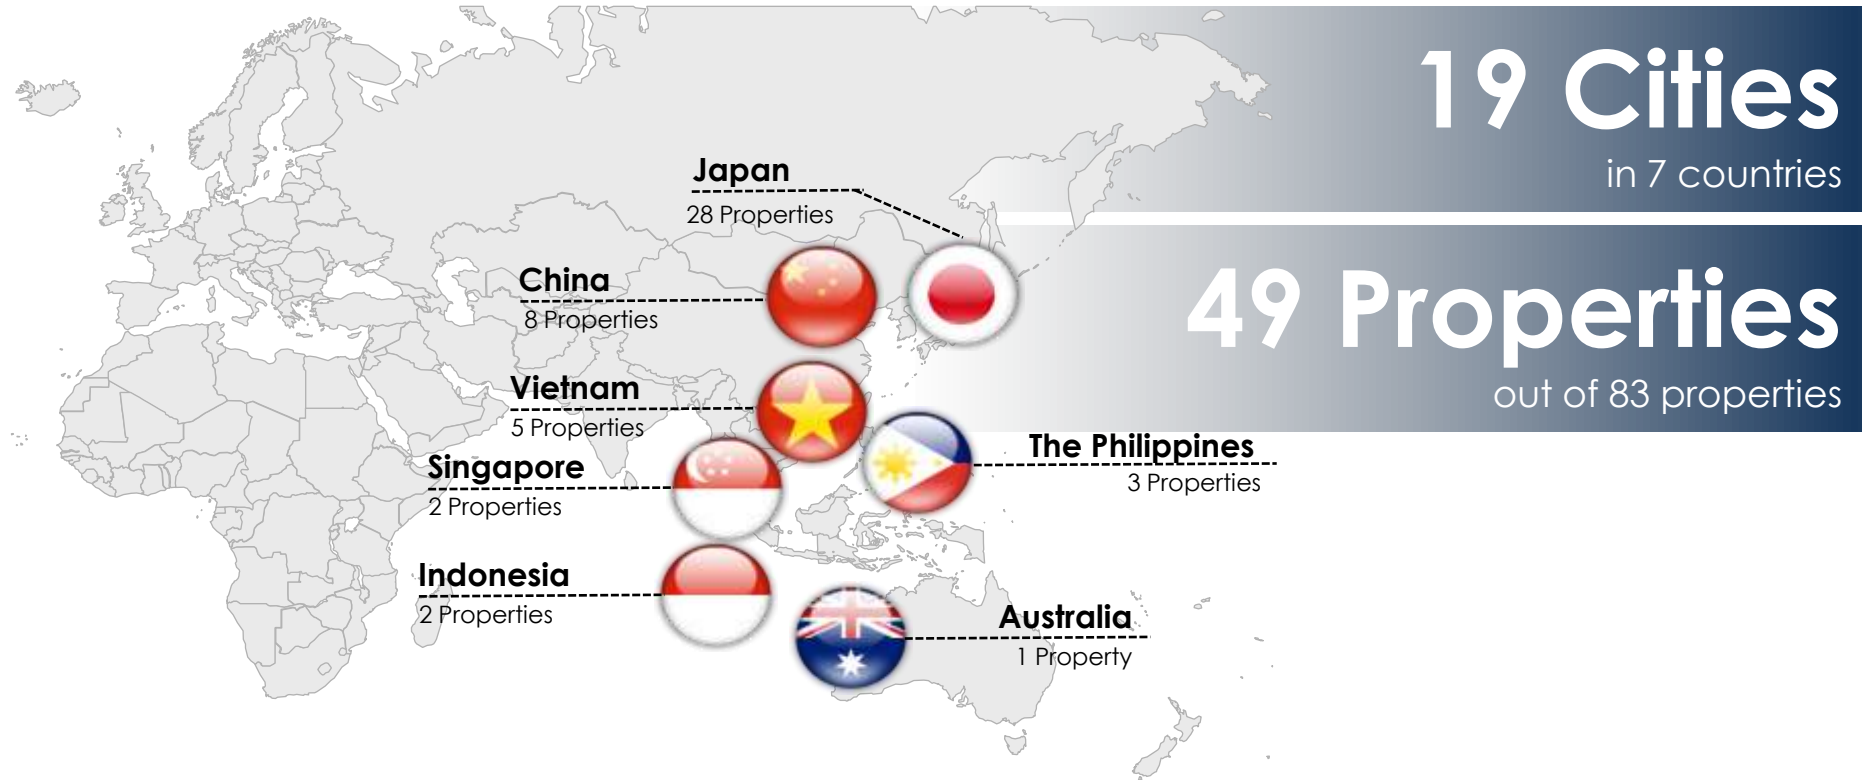 19 Cities
in 7 countries
49 Properties
out of 83 properties
Japan
28 Properties
China
8 Properties
Vietnam
5 Properties
Singapore
2 Properties
Indonesia
2 Properties
The Philippines
3 Properties
Australia
1 Property